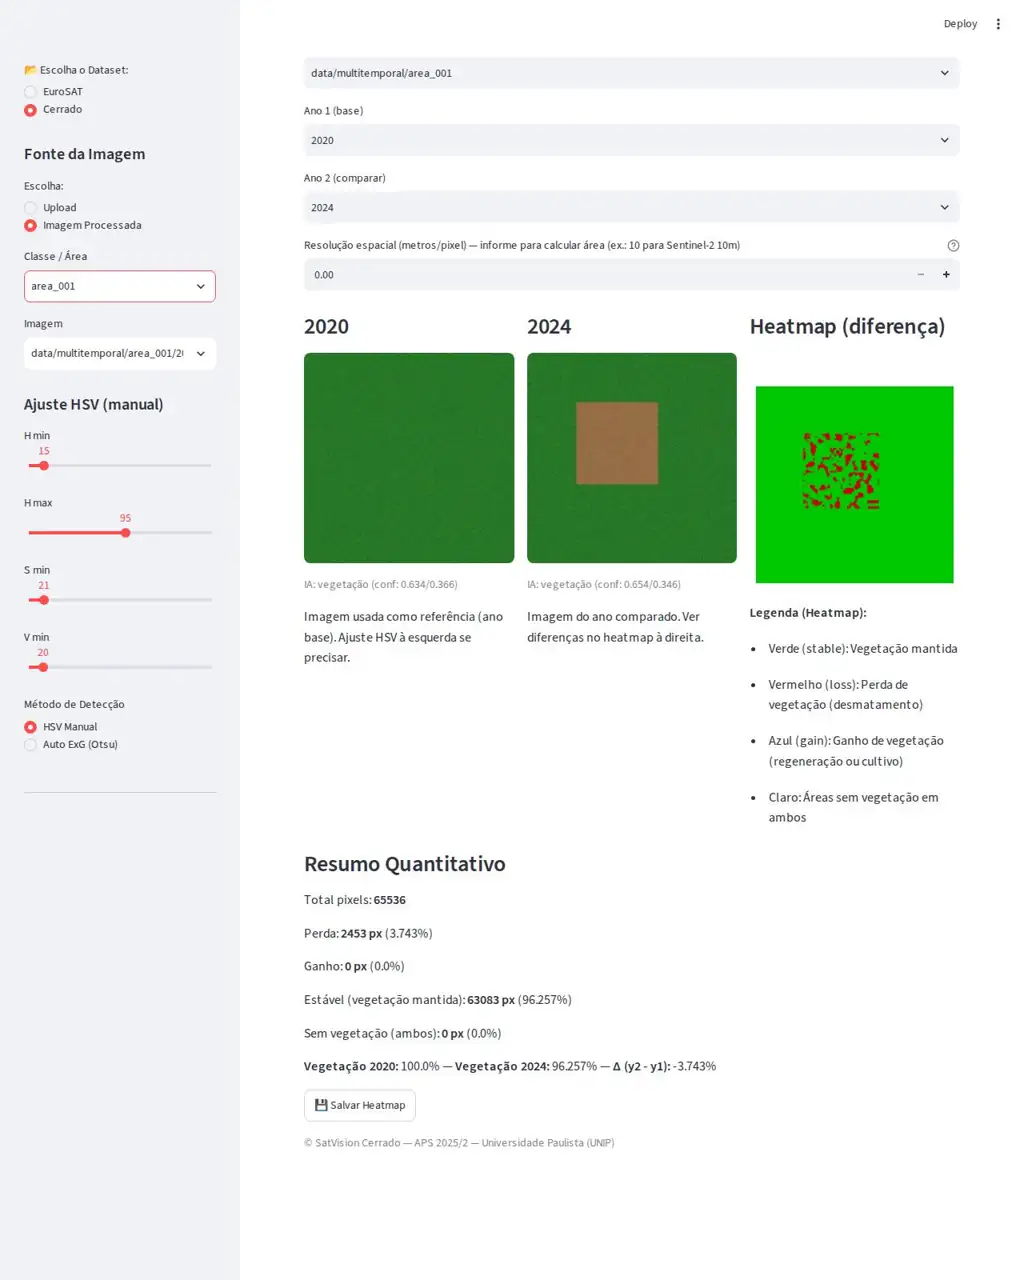 Deploy
📂 Escolha o Dataset:
EuroSAT
Cerrado
Fonte da Imagem
Escolha:
Upload
Imagem Processada
Classe / Área
area_001
Imagem
data/multitemporal/area_001/20
Ajuste HSV (manual)
H min
15
H max
95
S min
21
V min
20
Método de Detecção
HSV Manual
Auto ExG (Otsu)
data/multitemporal/area_001
Ano 1 (base)
2020
Ano 2 (comparar)
2024
Resolução espacial (metros/pixel) — informe para calcular área (ex.: 10 para Sentinel-2 10m)
0.00
2020
IA: vegetação (conf: 0.634/0.366)
Imagem usada como referência (ano
base). Ajuste HSV à esquerda se
precisar.
2024
IA: vegetação (conf: 0.654/0.346)
Imagem do ano comparado. Ver
diferenças no heatmap à direita.
Heatmap (diferença)
Legenda (Heatmap):
• Verde (stable): Vegetação mantida
• Vermelho (loss): Perda de
vegetação (desmatamento)
• Azul (gain): Ganho de vegetação
(regeneração ou cultivo)
• Claro: Áreas sem vegetação em
ambos
Resumo Quantitativo
Total pixels: 65536
Perda: 2453 px (3.743%)
Ganho: 0 px (0.0%)
Estável (vegetação mantida): 63083 px (96.257%)
Sem vegetação (ambos): 0 px (0.0%)
Vegetação 2020: 100.0% — Vegetação 2024: 96.257% — Δ (y2 - y1): -3.743%
💾 Salvar Heatmap
© SatVision Cerrado — APS 2025/2 — Universidade Paulista (UNIP)